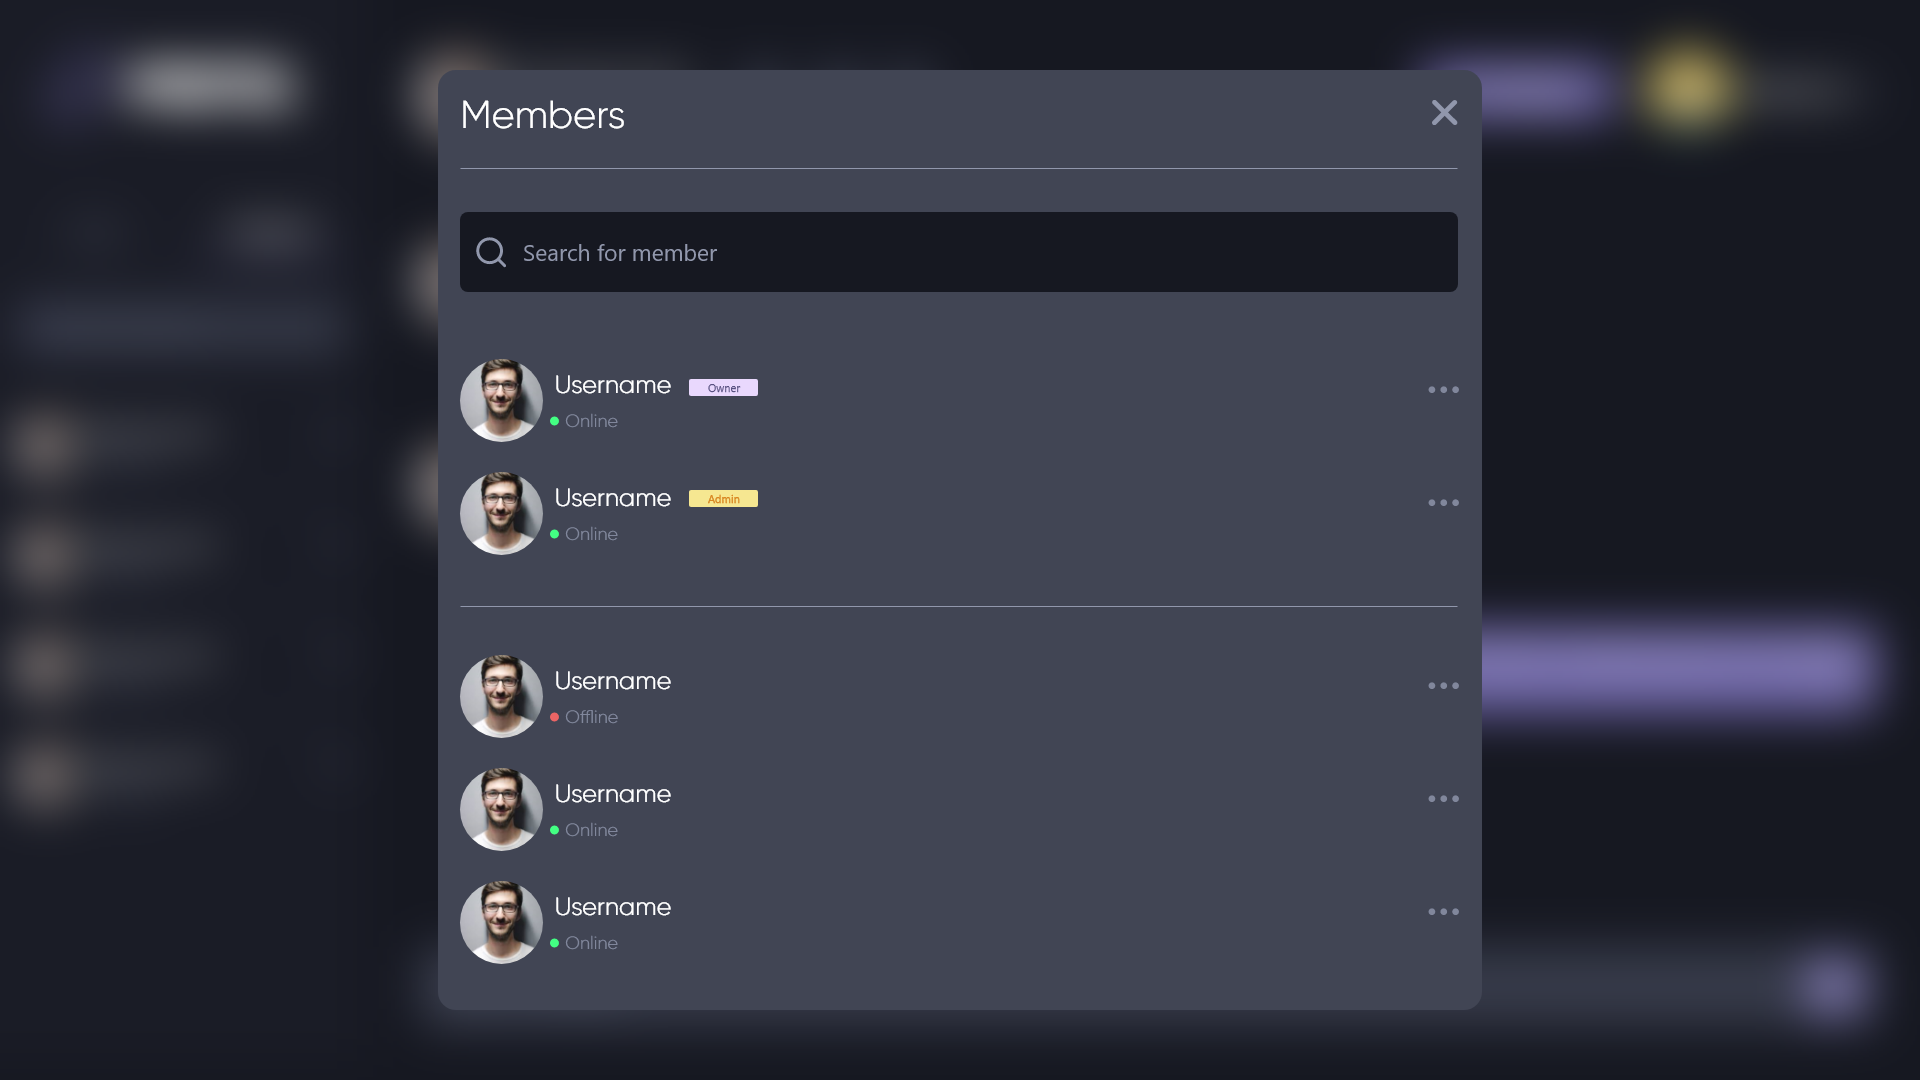 Members
Search for member
Username Owner
Online
Username Admin
Online
Username
Offline
Username
Online
Username
Online